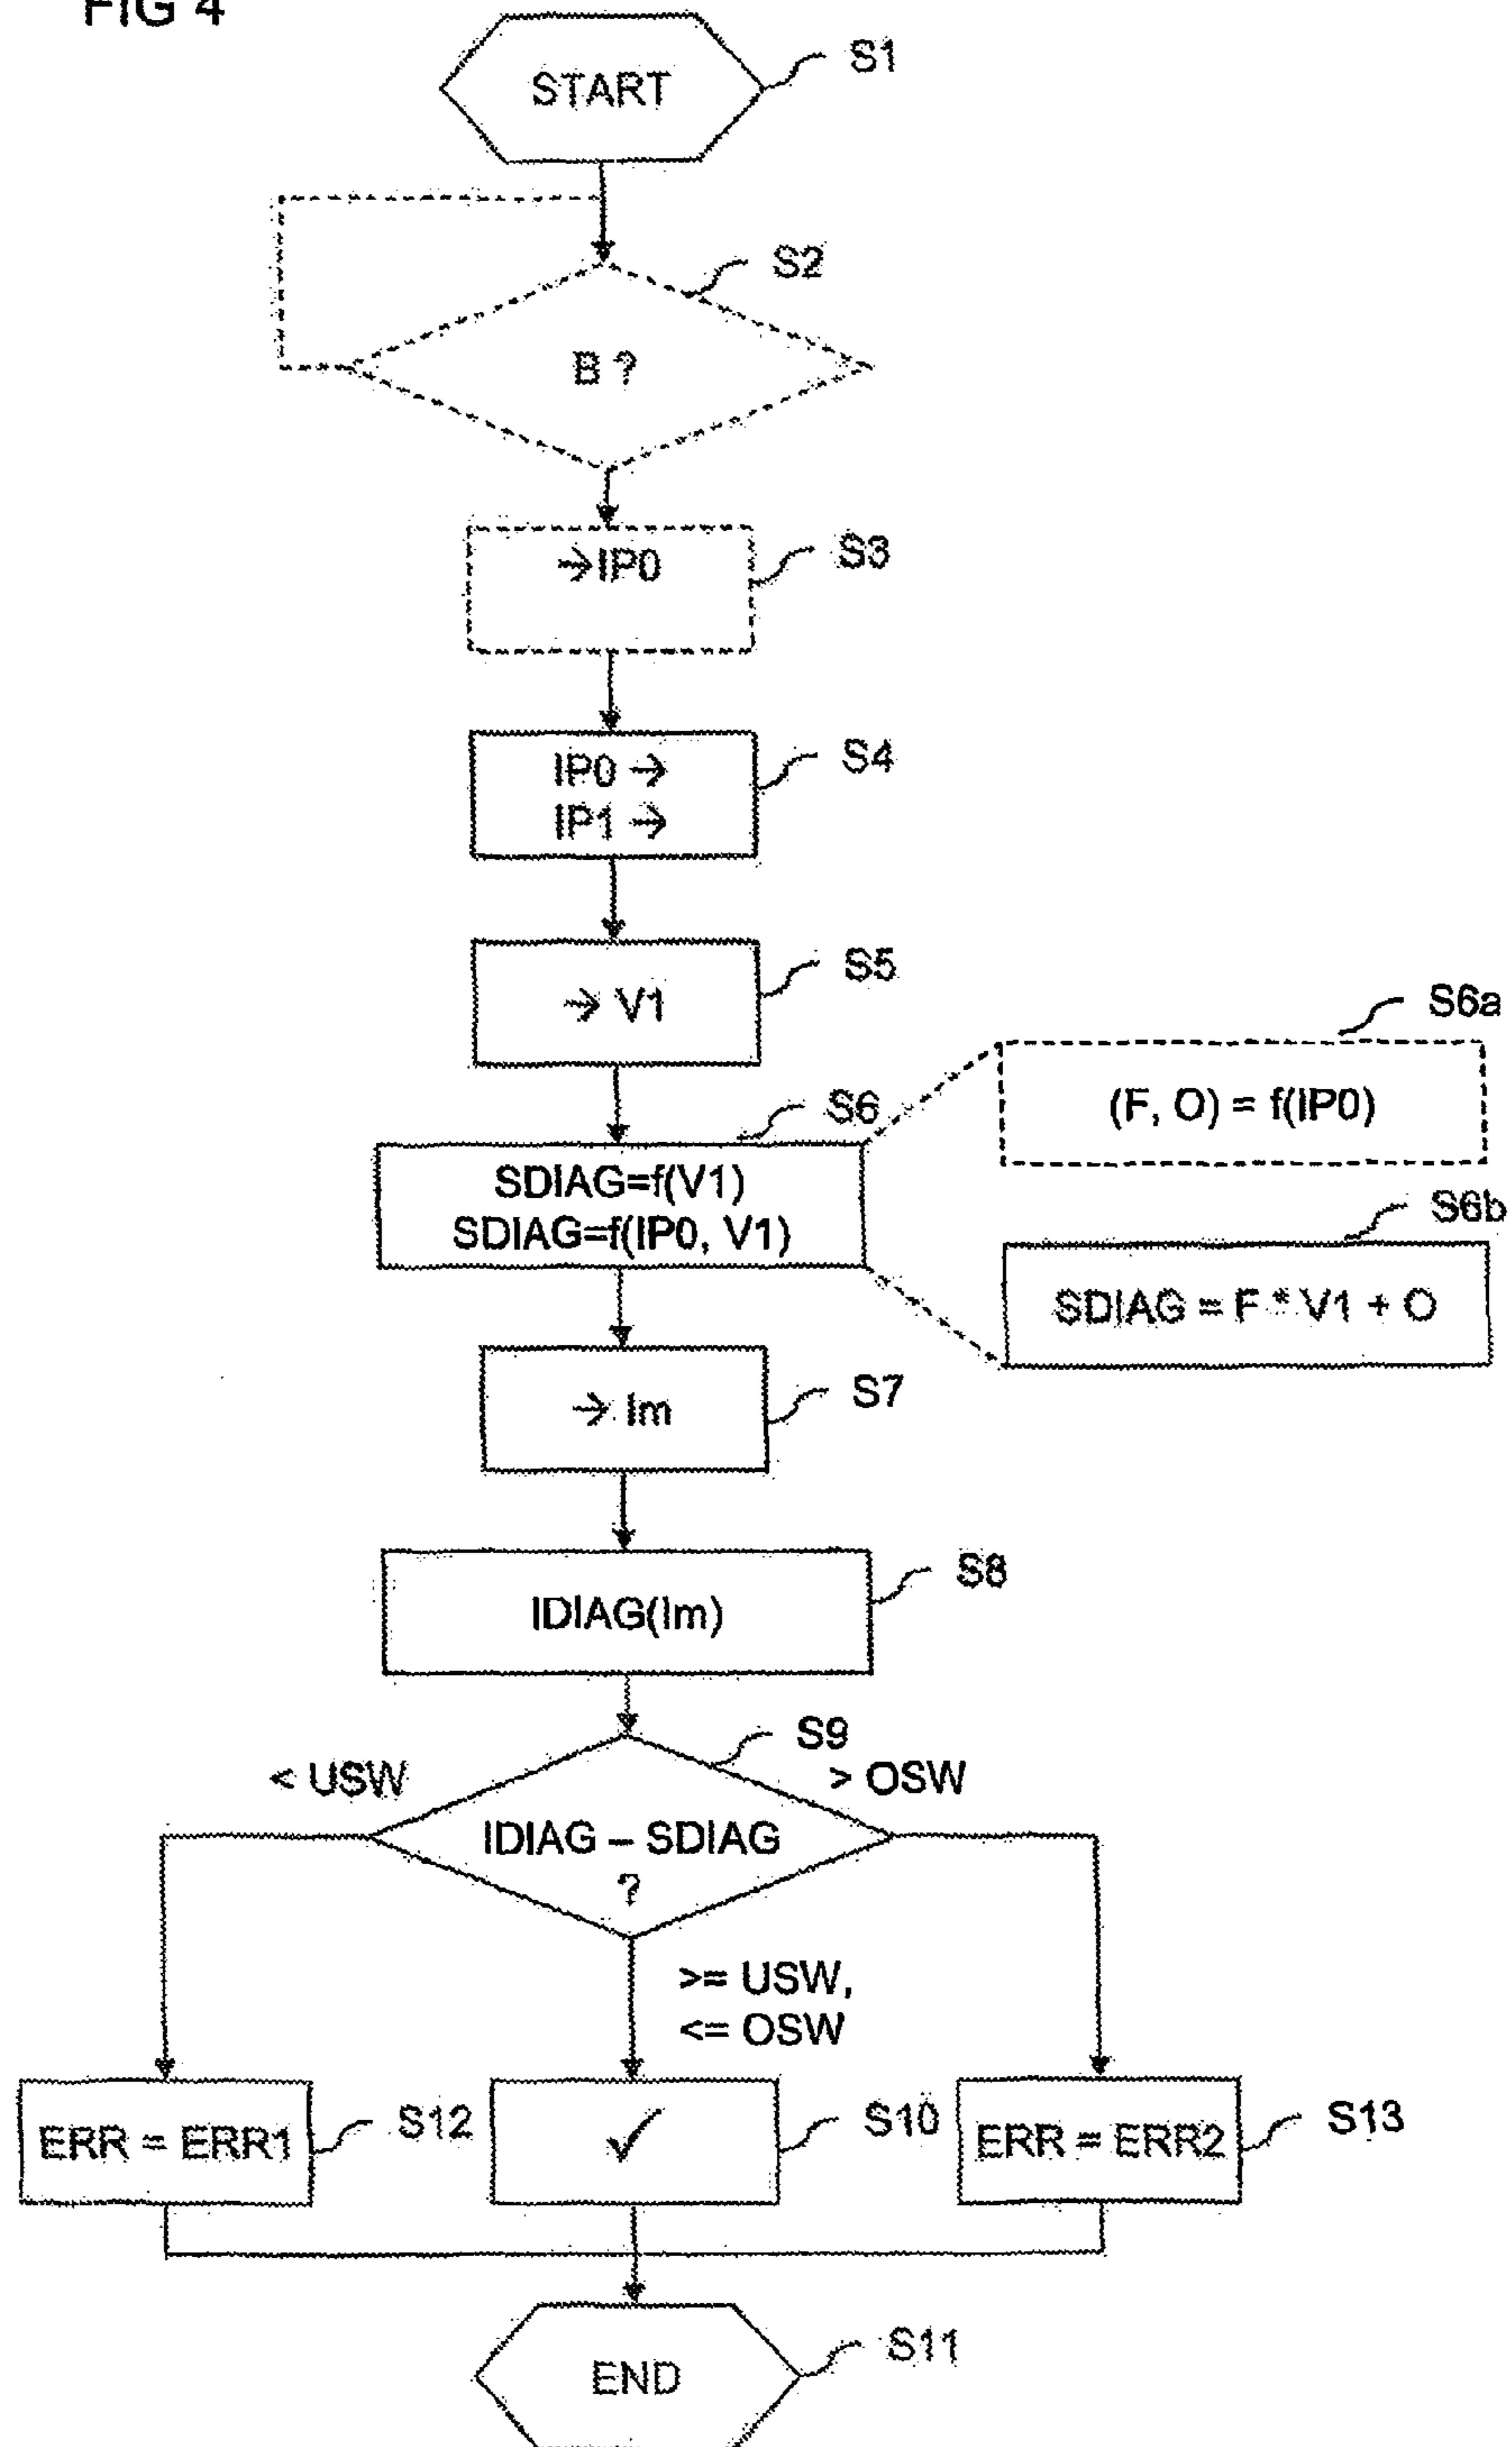 FIG 4
START
S1
S2
B ?
→IP0
S3
IP0 →
IP1 →
S4
→ V1
S5
S6a
(F, O) = f(IP0)
S6
SDIAG=f(V1)
SDIAG=f(IP0, V1)
S6b
SDIAG = F * V1 + O
→ Im
S7
IDIAG(Im)
S8
S9
< USW
> OSW
IDIAG – SDIAG
?
>= USW,
<= OSW
ERR = ERR1
S12
✓
S10
ERR = ERR2
S13
END
S11